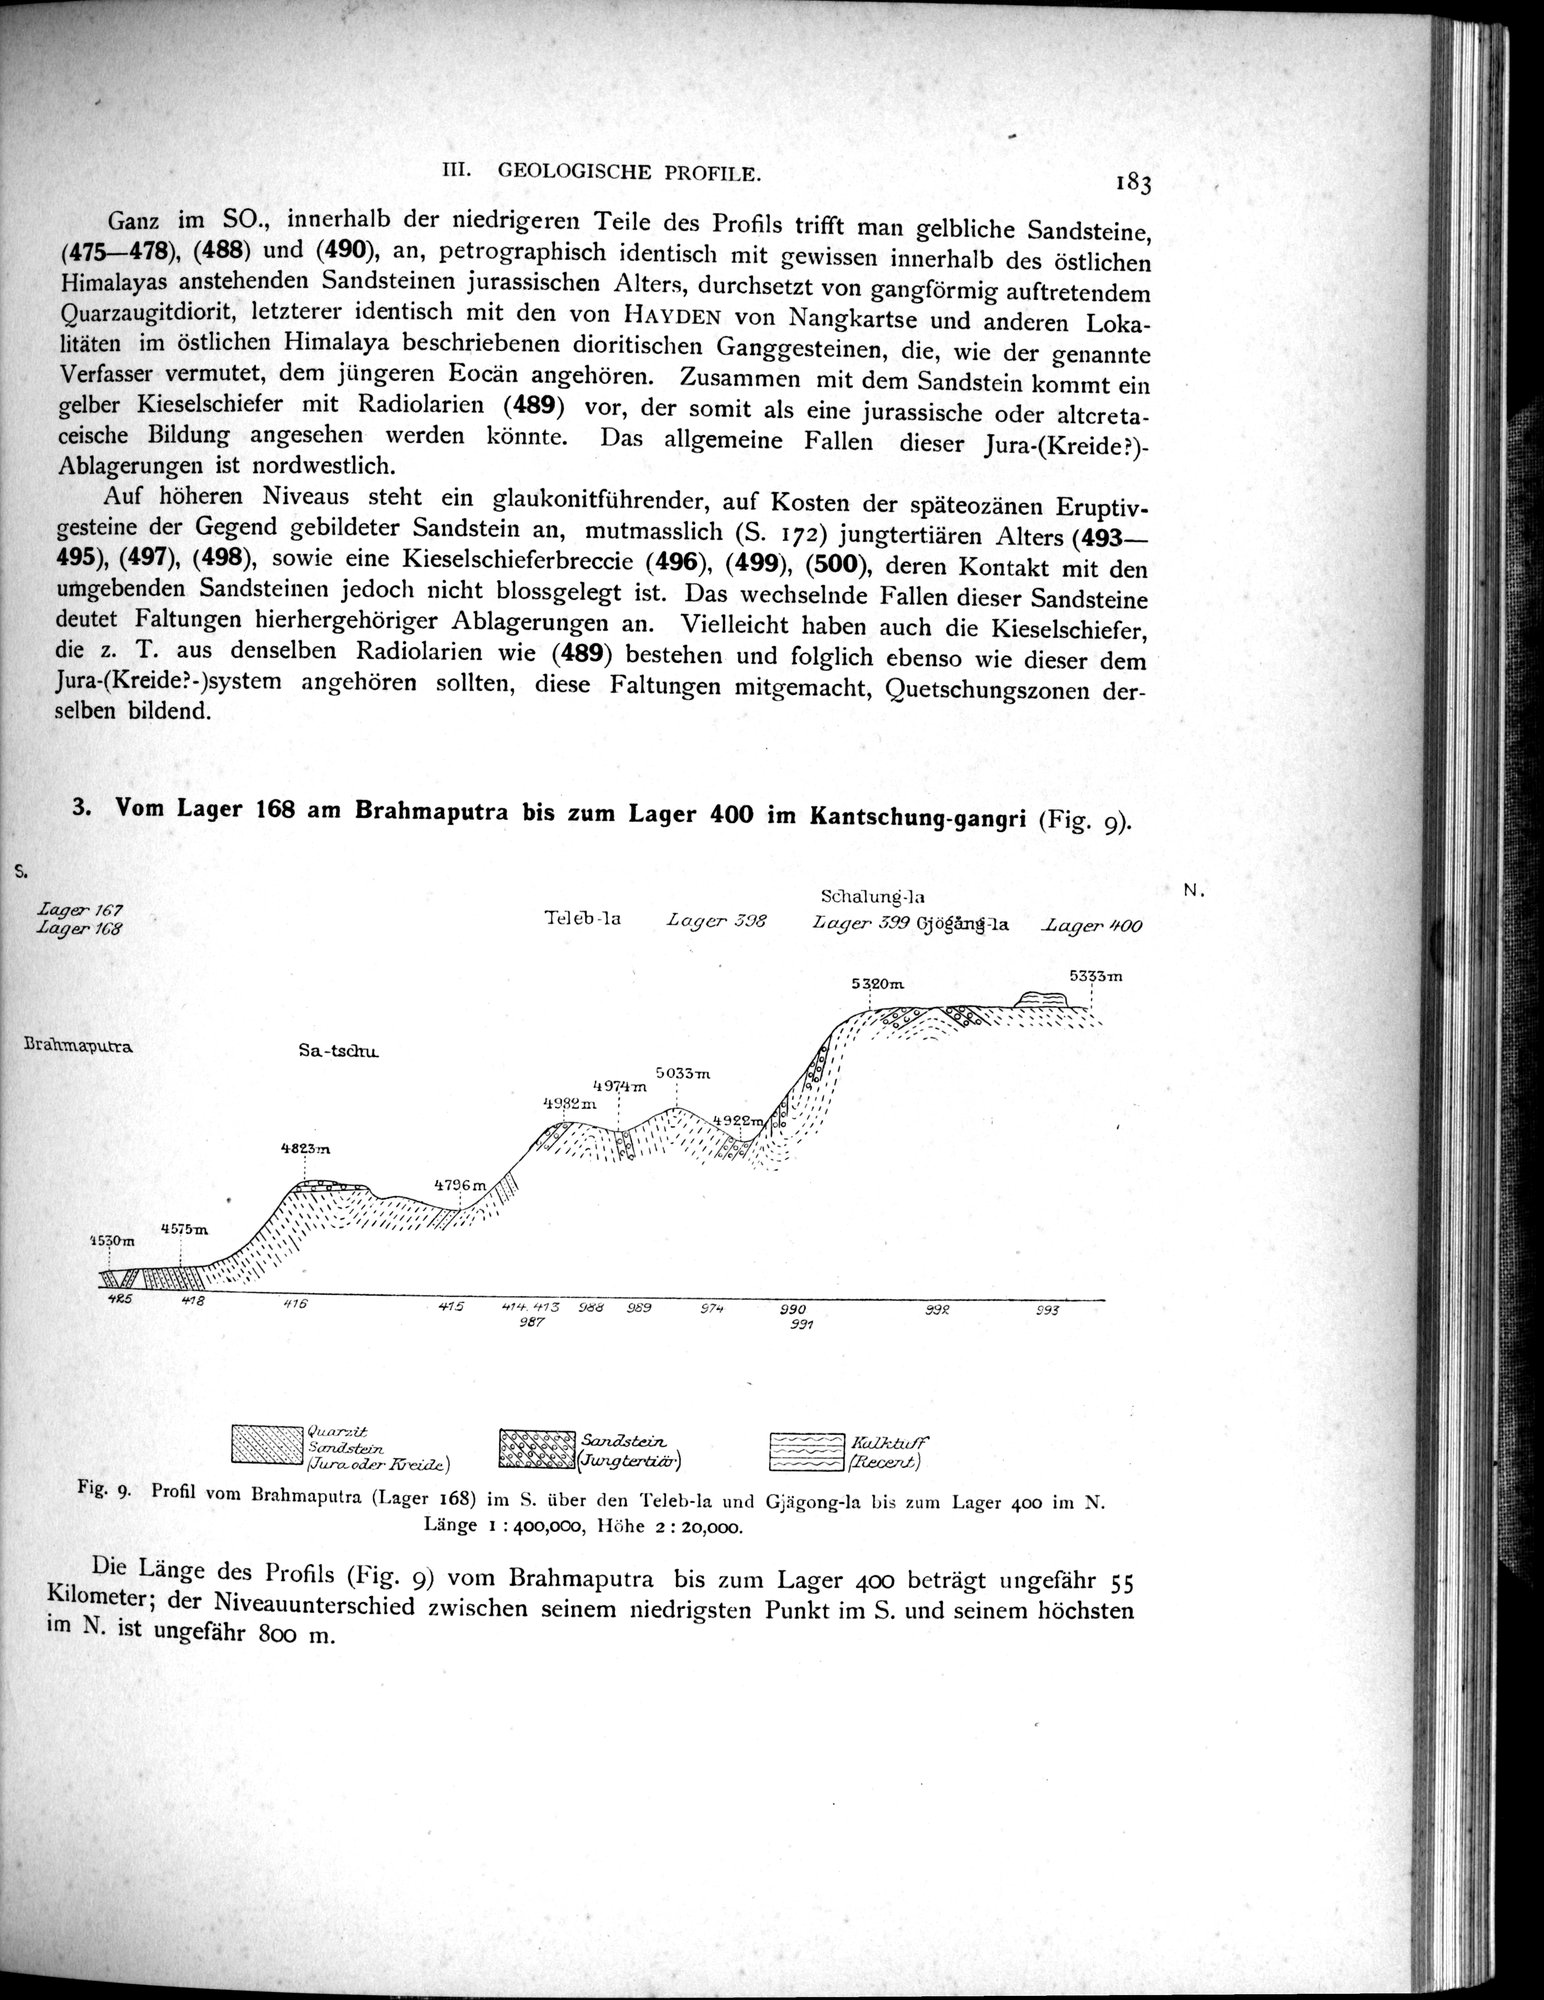 III. GEOLOGISCHE PROFILE.
183
Ganz im SO., innerhalb der niedrigeren Teile des Profils trifft man gelbliche Sandsteine,
(475—478), (488) und (490), an, petrographisch identisch mit gewissen innerhalb des östlichen
Himalayas anstehenden Sandsteinen jurassischen Alters, durchsetzt von gangförmig auftretendem
Quarzaugitdiorit, letzterer identisch mit den von HAYDEN von Nangkartse und anderen Loka-
litäten im östlichen Himalaya beschriebenen dioritischen Ganggesteinen, die, wie der genannte
Verfasser vermutet, dem jüngeren Eocän angehören. Zusammen mit dem Sandstein kommt ein
gelber Kieselschiefer mit Radiolarien (489) vor, der somit als eine jurassische oder altcreta-
ceische Bildung angesehen werden könnte. Das allgemeine Fallen dieser Jura-(Kreide?)-
Ablagerungen ist nordwestlich.
Auf höheren Niveaus steht ein glaukonitführender, auf Kosten der späteozänen Eruptiv-
gesteine der Gegend gebildeter Sandstein an, mutmasslich (S. 172) jungtertiären Alters (493—
495), (497), (498), sowie eine Kieselschieferbreccie (496), (499), (500), deren Kontakt mit den
umgebenden Sandsteinen jedoch nicht blossgelegt ist. Das wechselnde Fallen dieser Sandsteine
deutet Faltungen hierhergehöriger Ablagerungen an. Vielleicht haben auch die Kieselschiefer,
die z. T. aus denselben Radiolarien wie (489) bestehen und folglich ebenso wie dieser dem
Jura-(Kreide?-)system angehören sollten, diese Faltungen mitgemacht, Quetschungszonen der-
selben bildend.
3. Vom Lager 168 am Brahmaputra bis zum Lager 400 im Kantschung-gangri (Fig. 9).
S.
N.
Schalung-la
Lager 167
Lager 168
Teleb-la Lager 398 Lager 399 Gjögång-la Lager 400
5320m
5333m
Brahmaputra
Sa-tschu
5033m
4974m
4982m
4922m
4823m
4796m
4575m
4530m
425 418 416 415 414. 413 988 989 974 990 992 993
987 991
Quarzit
Sandstein
(Jura oder Kreide)
Sandstein
(Jungtertiär)
Kalktuff
(Recent)
Fig. 9. Profil vom Brahmaputra (Lager 168) im S. über den Teleb-la und Gjägong-la bis zum Lager 400 im N.
Länge 1 : 400,000, Höhe 2 : 20,000.
Die Länge des Profils (Fig. 9) vom Brahmaputra bis zum Lager 400 beträgt ungefähr 55
Kilometer; der Niveauunterschied zwischen seinem niedrigsten Punkt im S. und seinem höchsten
im N. ist ungefähr 800 m.